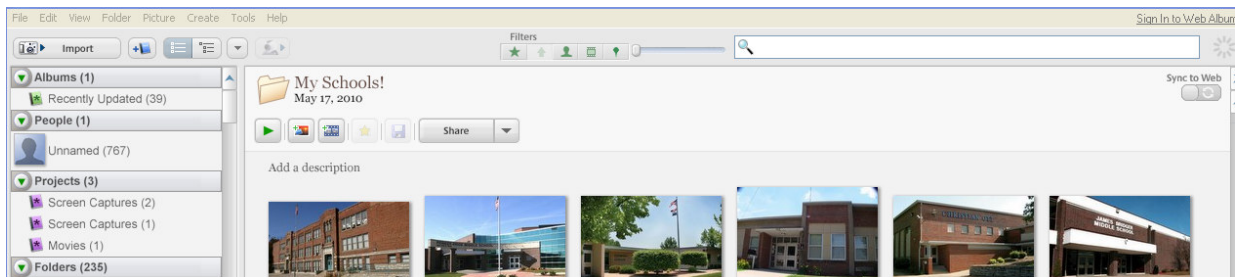 File Edit View Folder Picture Create Tools Help
Sign In to Web Album
Import
Filters
Albums (1)
Recently Updated (39)
People (1)
Unnamed (767)
Projects (3)
Screen Captures (2)
Screen Captures (1)
Movies (1)
Folders (235)
My Schools!
May 17, 2010
Sync to Web
Share
Add a description
JAMES BRIDGER
MIDDLE SCHOOL